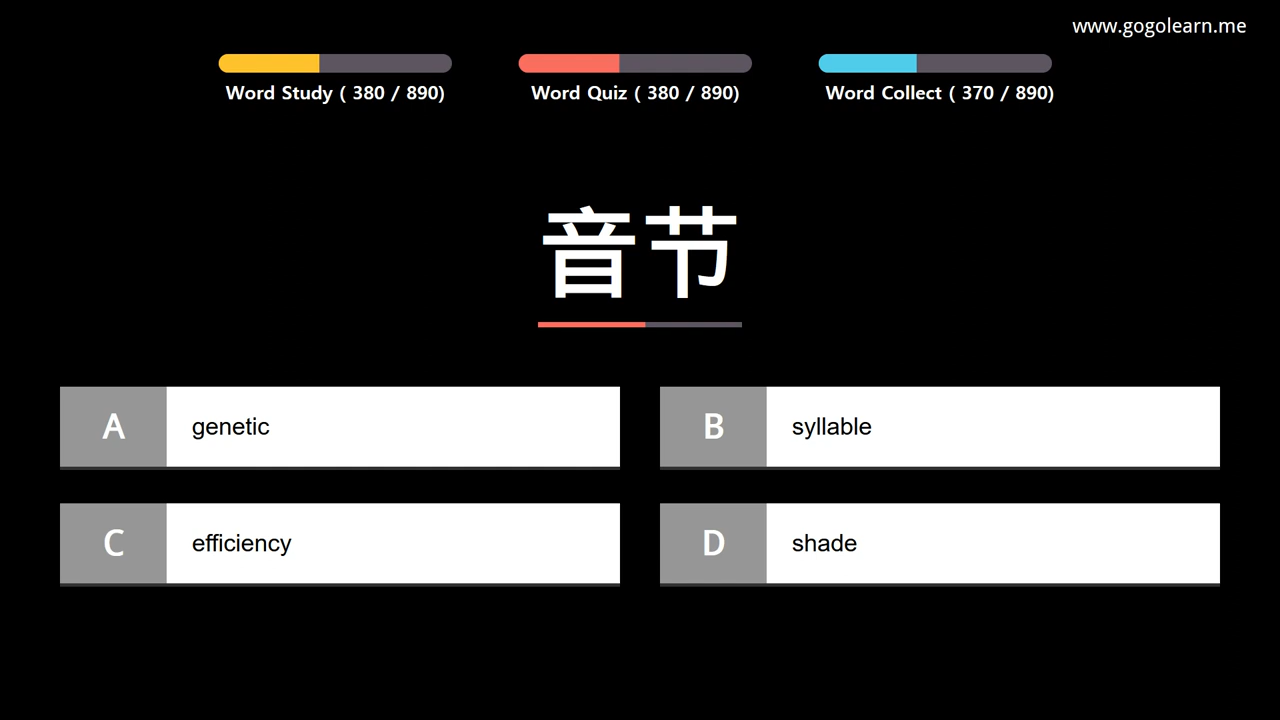 www.gogolearn.me
Word Study ( 380 / 890)
Word Quiz ( 380 / 890)
Word Collect ( 370 / 890)
音节
A genetic
B syllable
C efficiency
D shade